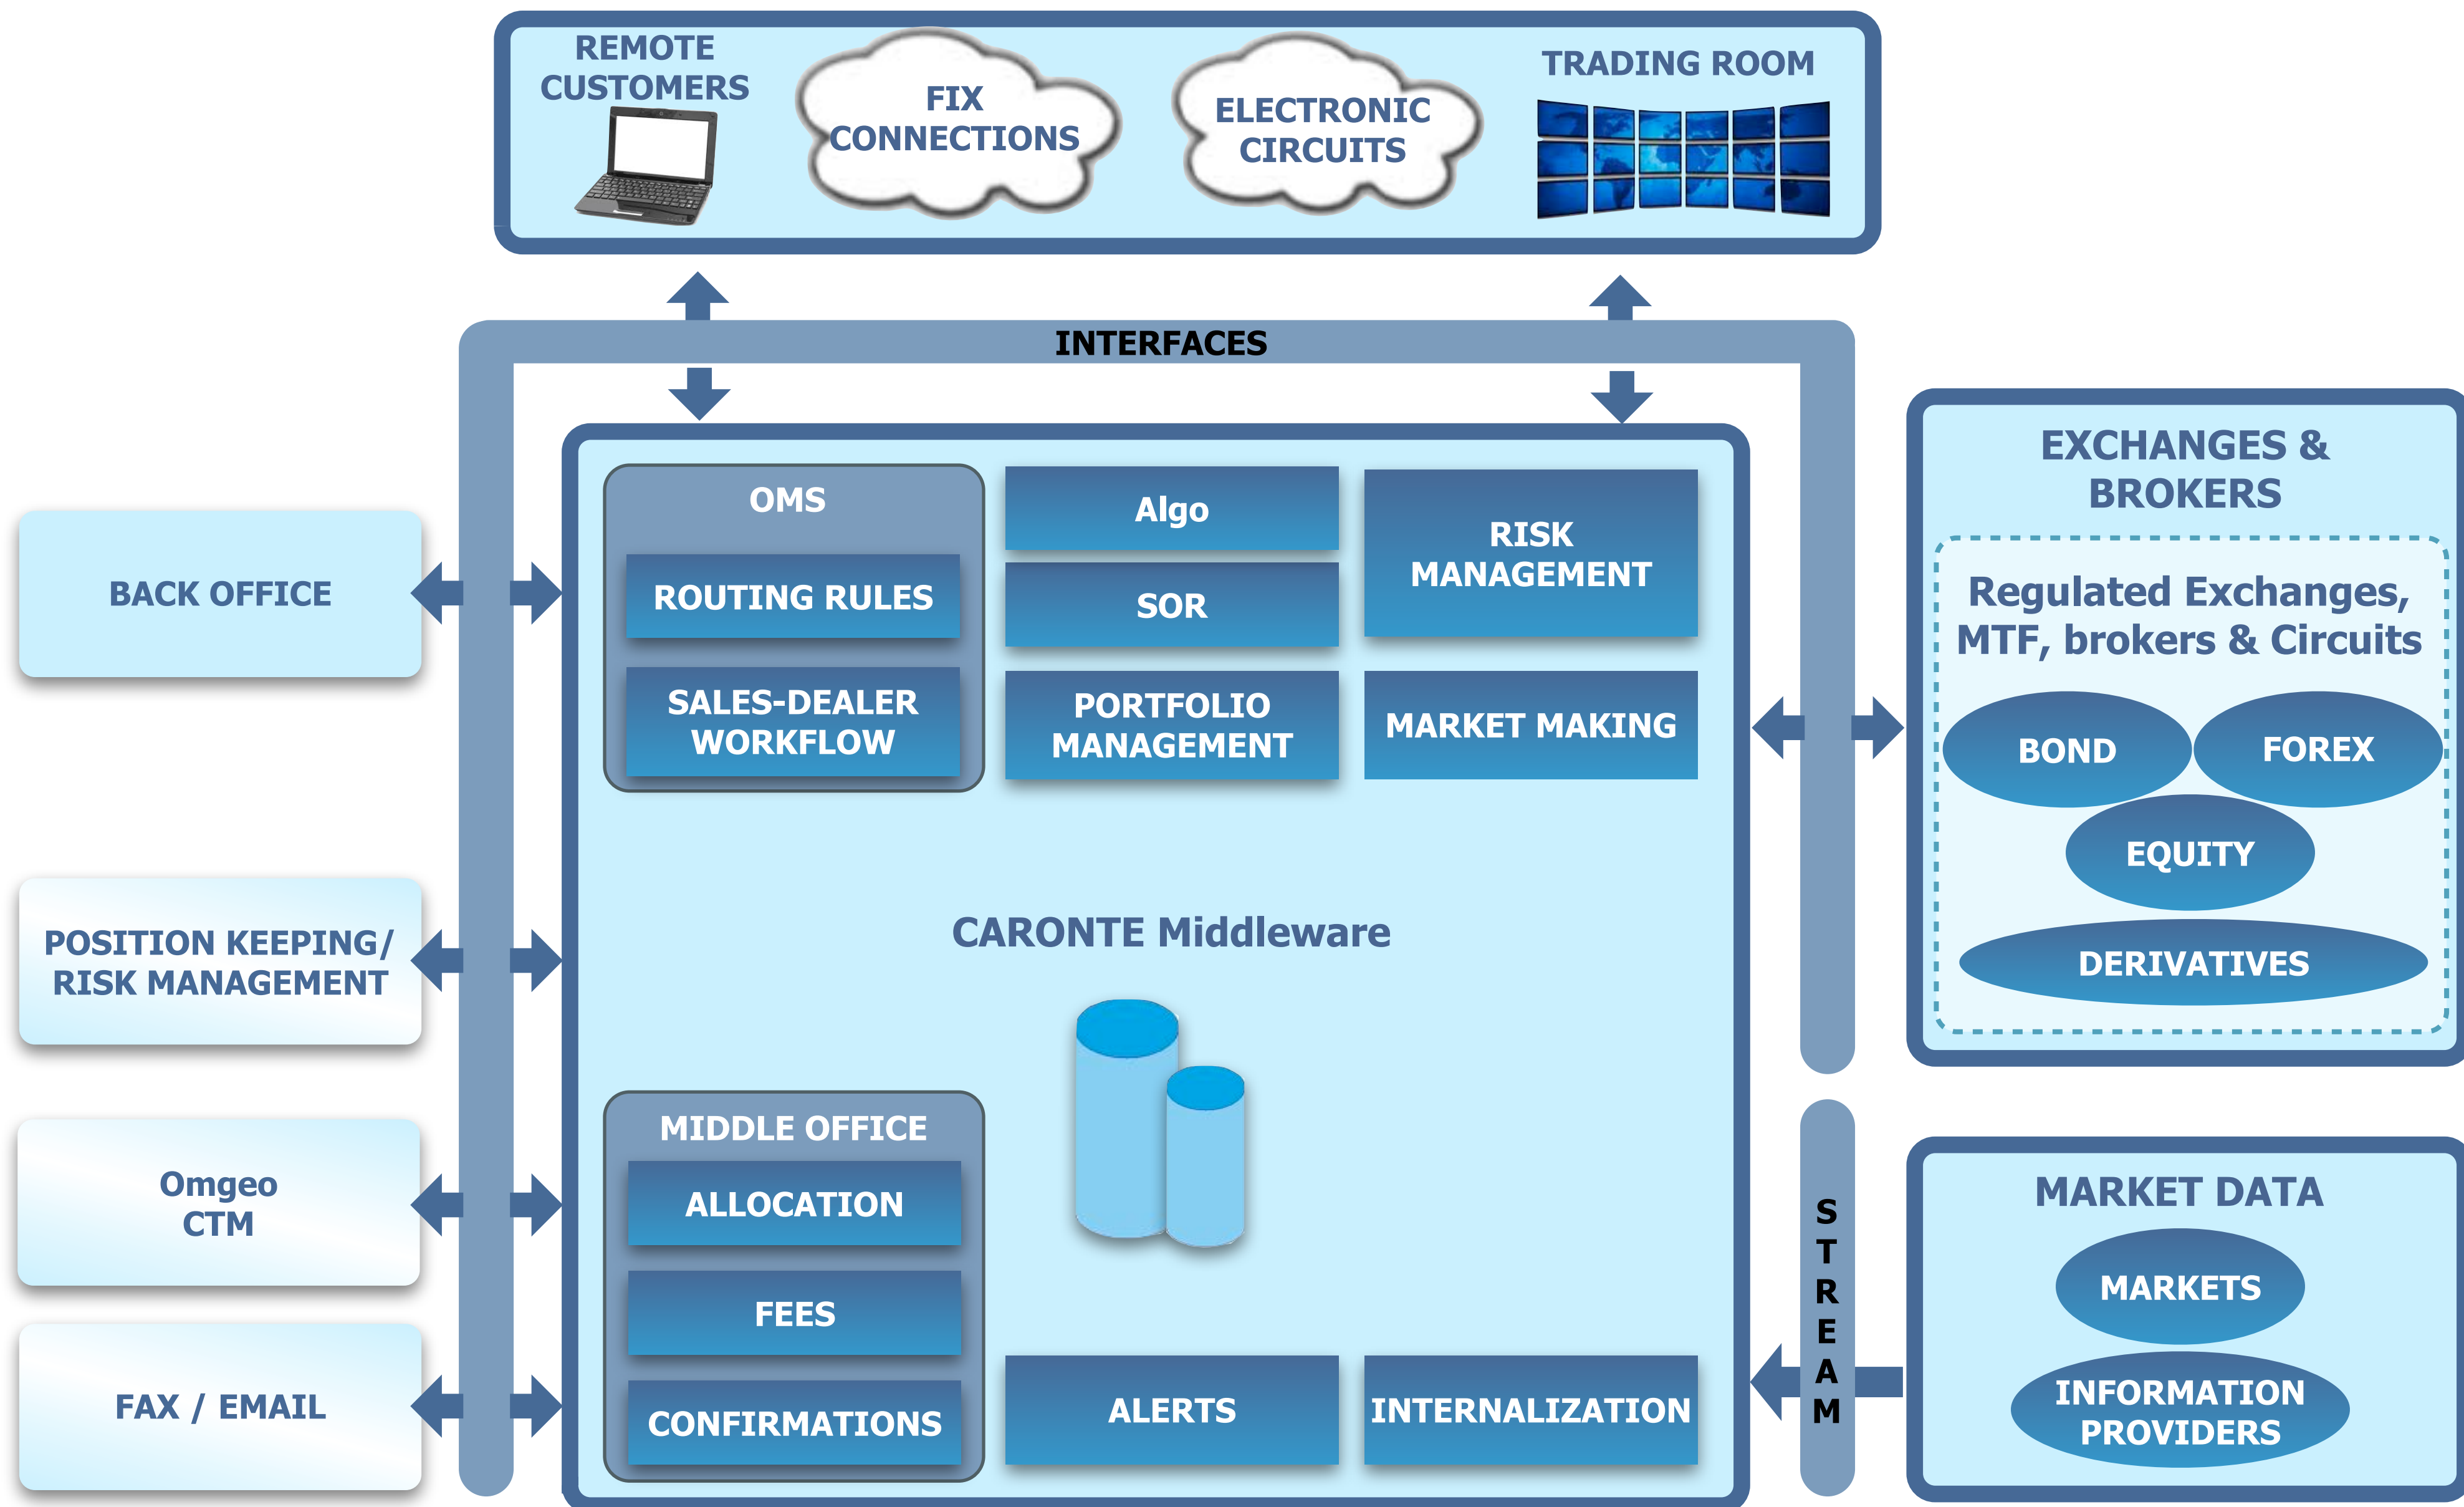 REMOTE
CUSTOMERS
FIX
CONNECTIONS
ELECTRONIC
CIRCUITS
TRADING ROOM
INTERFACES
BACK OFFICE
POSITION KEEPING/
RISK MANAGEMENT
Omgeo
CTM
FAX / EMAIL
OMS
ROUTING RULES
SALES-DEALER
WORKFLOW
Algo
SOR
PORTFOLIO
MANAGEMENT
RISK
MANAGEMENT
MARKET MAKING
CARONTE Middleware
MIDDLE OFFICE
ALLOCATION
FEES
CONFIRMATIONS
ALERTS
INTERNALIZATION
EXCHANGES &
BROKERS
Regulated Exchanges,
MTF, brokers & Circuits
BOND
FOREX
EQUITY
DERIVATIVES
STREAM
MARKET DATA
MARKETS
INFORMATION
PROVIDERS